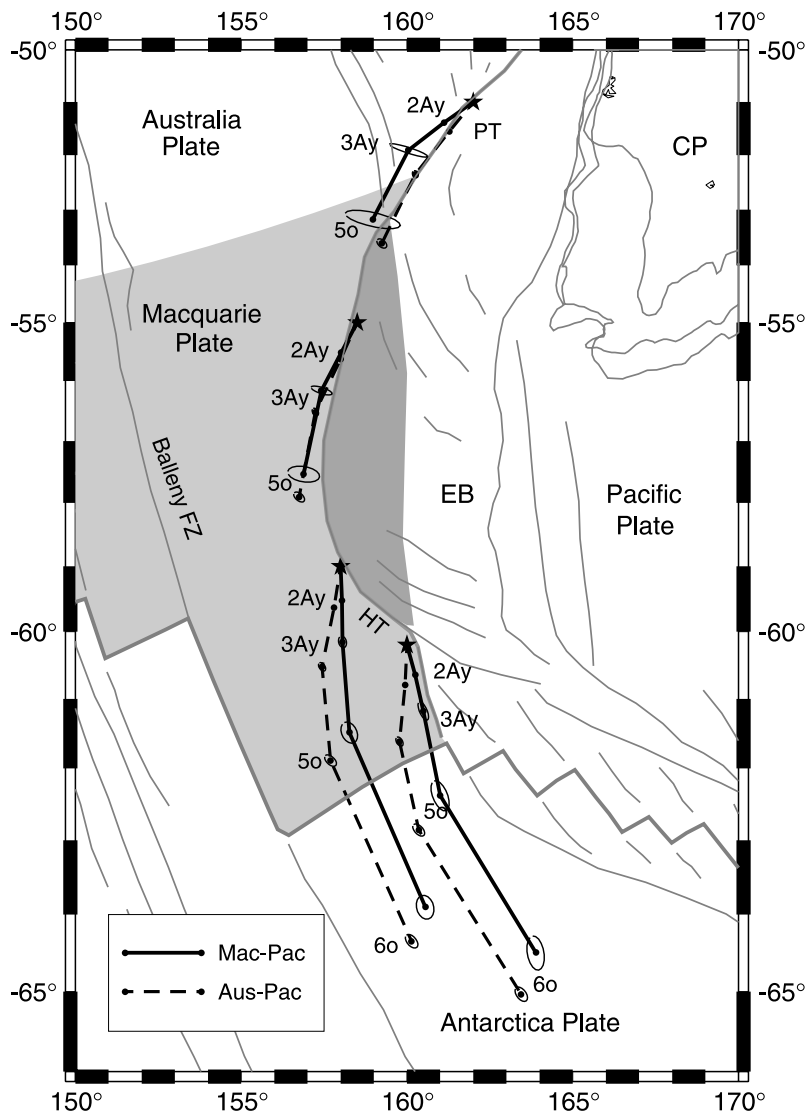 150° 155° 160° 165° 170°
-50° -50°
2Ay
PT
Australia
Plate
3Ay
CP
5o
-55° -55°
Macquarie
Plate
2Ay
3Ay
Balleny FZ
5o
EB
Pacific
Plate
2Ay
HT
-60° -60°
3Ay
2Ay
3Ay
5o
5o
6o
6o
Mac-Pac
Aus-Pac
-65° -65°
Antarctica Plate
150° 155° 160° 165° 170°